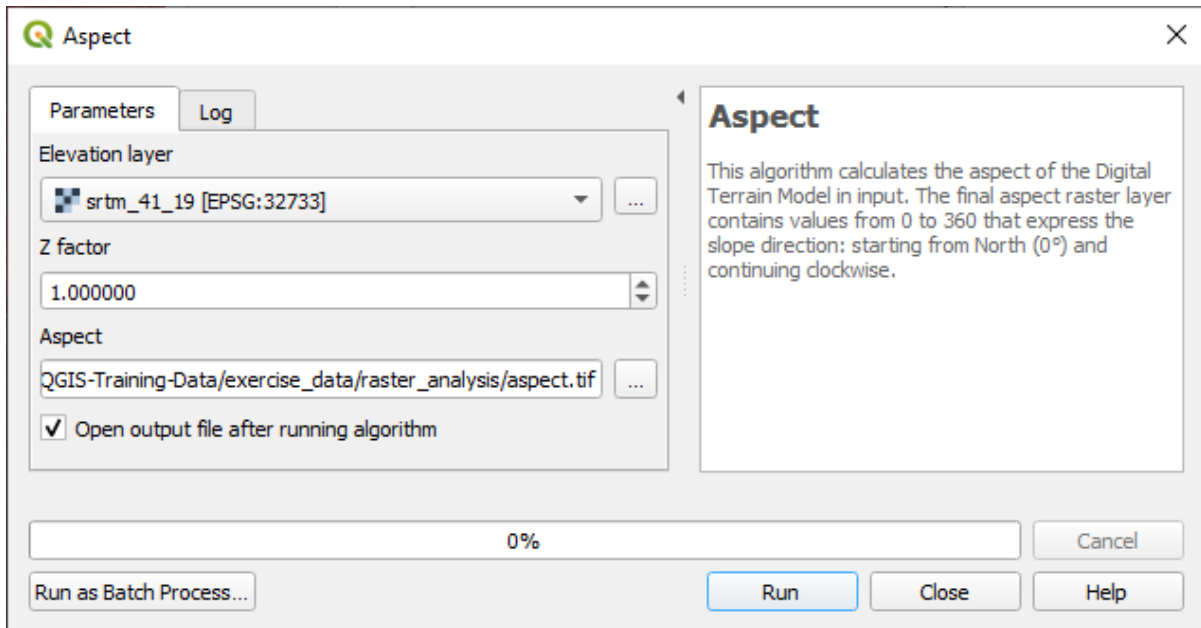 Aspect
Parameters
Log
Elevation layer
srtm_41_19 [EPSG:32733]
...
Z factor
1.000000
Aspect
QGIS-Training-Data/exercise_data/raster_analysis/aspect.tif
...
Open output file after running algorithm
Aspect
This algorithm calculates the aspect of the Digital
Terrain Model in input. The final aspect raster layer
contains values from 0 to 360 that express the
slope direction: starting from North (0°) and
continuing clockwise.
0%
Cancel
Run as Batch Process...
Run
Close
Help